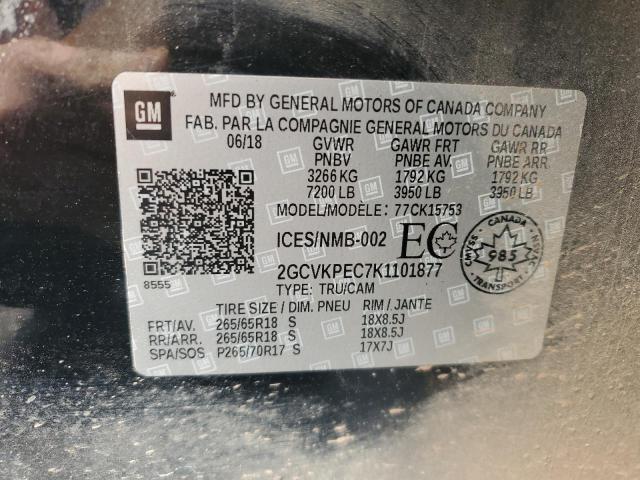 GM
MFD BY GENERAL MOTORS OF CANADA COMPANY
FAB. PAR LA COMPAGNIE GENERAL MOTORS DU CANADA
06/18 GVWR GAWR FRT GAWR RR
PNBV PNBE AV. PNBE ARR.
3266 KG 1792 KG 1792 KG
7200 LB 3950 LB 3950 LB
MODEL/MODÈLE: 77CK15753
ICES/NMB-002 EC
CANADA
CMVSS 985 NSVAC
2GCVKPEC7K1101877
8555
TYPE: TRU/CAM
TIRE SIZE / DIM. PNEU RIM / JANTE
FRT/AV. 265/65R18 S 18X8.5J
RR/ARR. 265/65R18 S 18X8.5J
SPA/SOS P265/70R17 S 17X7J